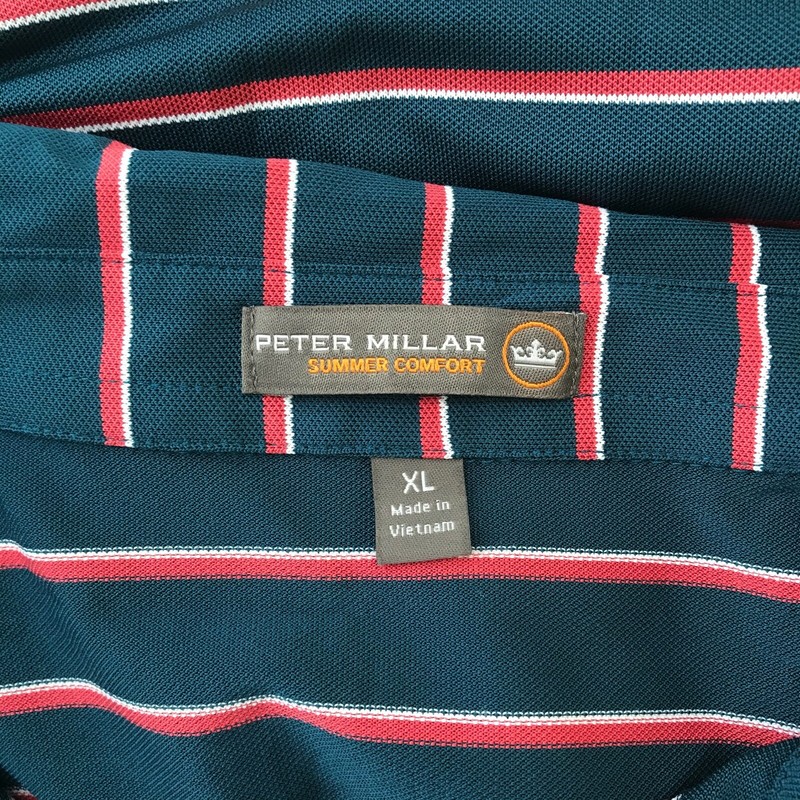 PETER MILLAR
SUMMER COMFORT
XL
Made in
Vietnam